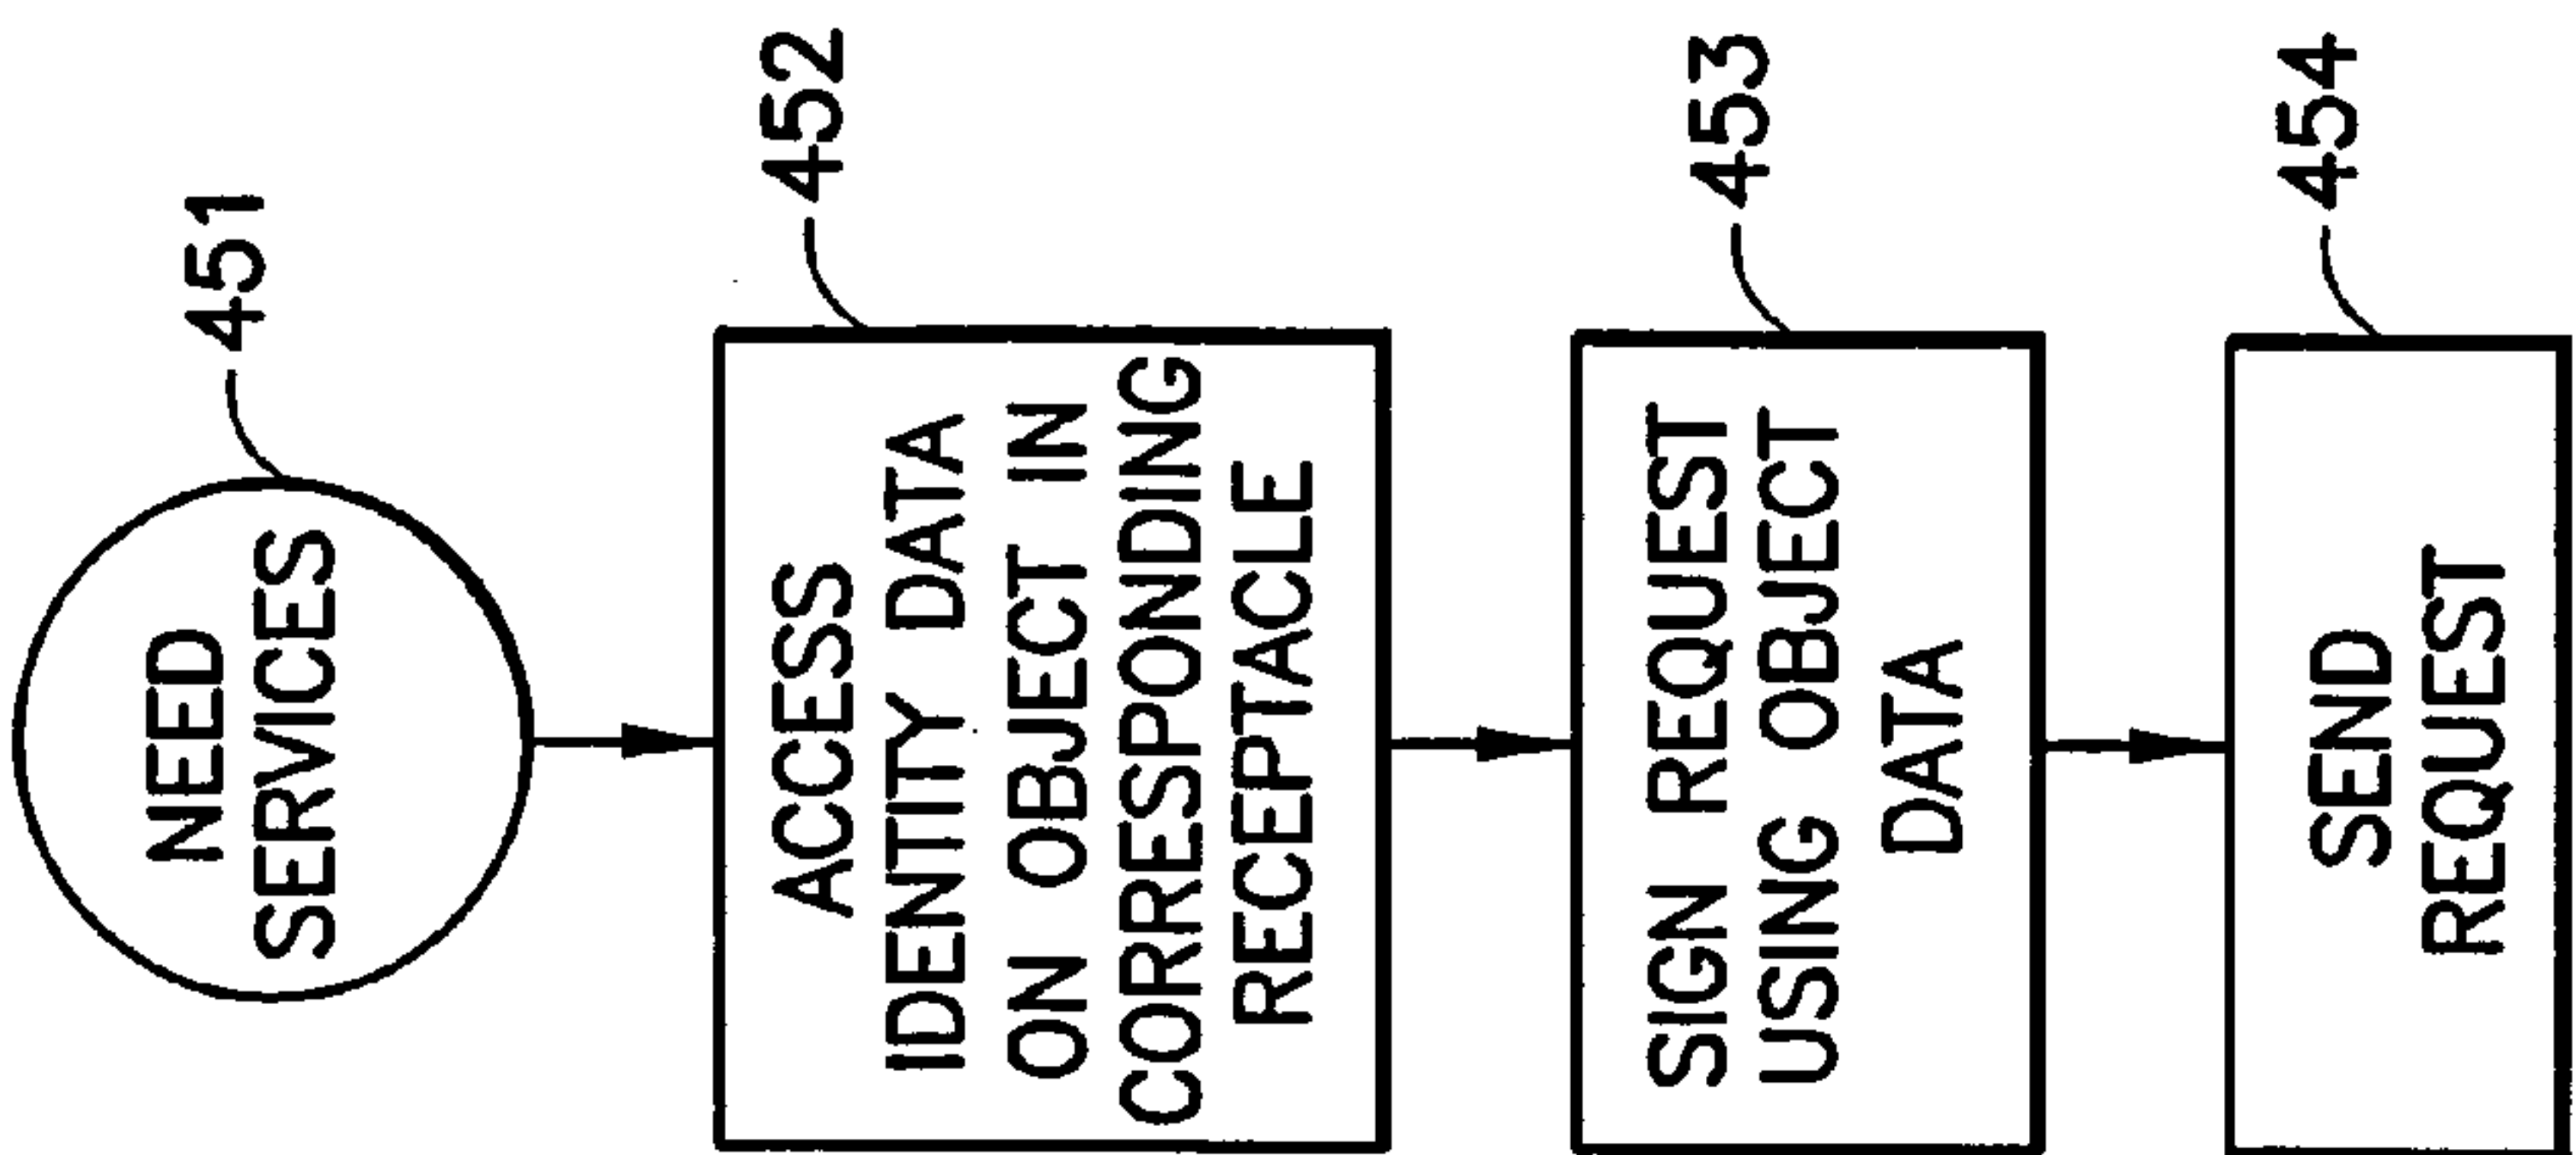 451
NEED
SERVICES
452
ACCESS
IDENTITY DATA
ON OBJECT IN
CORRESPONDING
RECEPTACLE
453
SIGN REQUEST
USING OBJECT
DATA
454
SEND
REQUEST